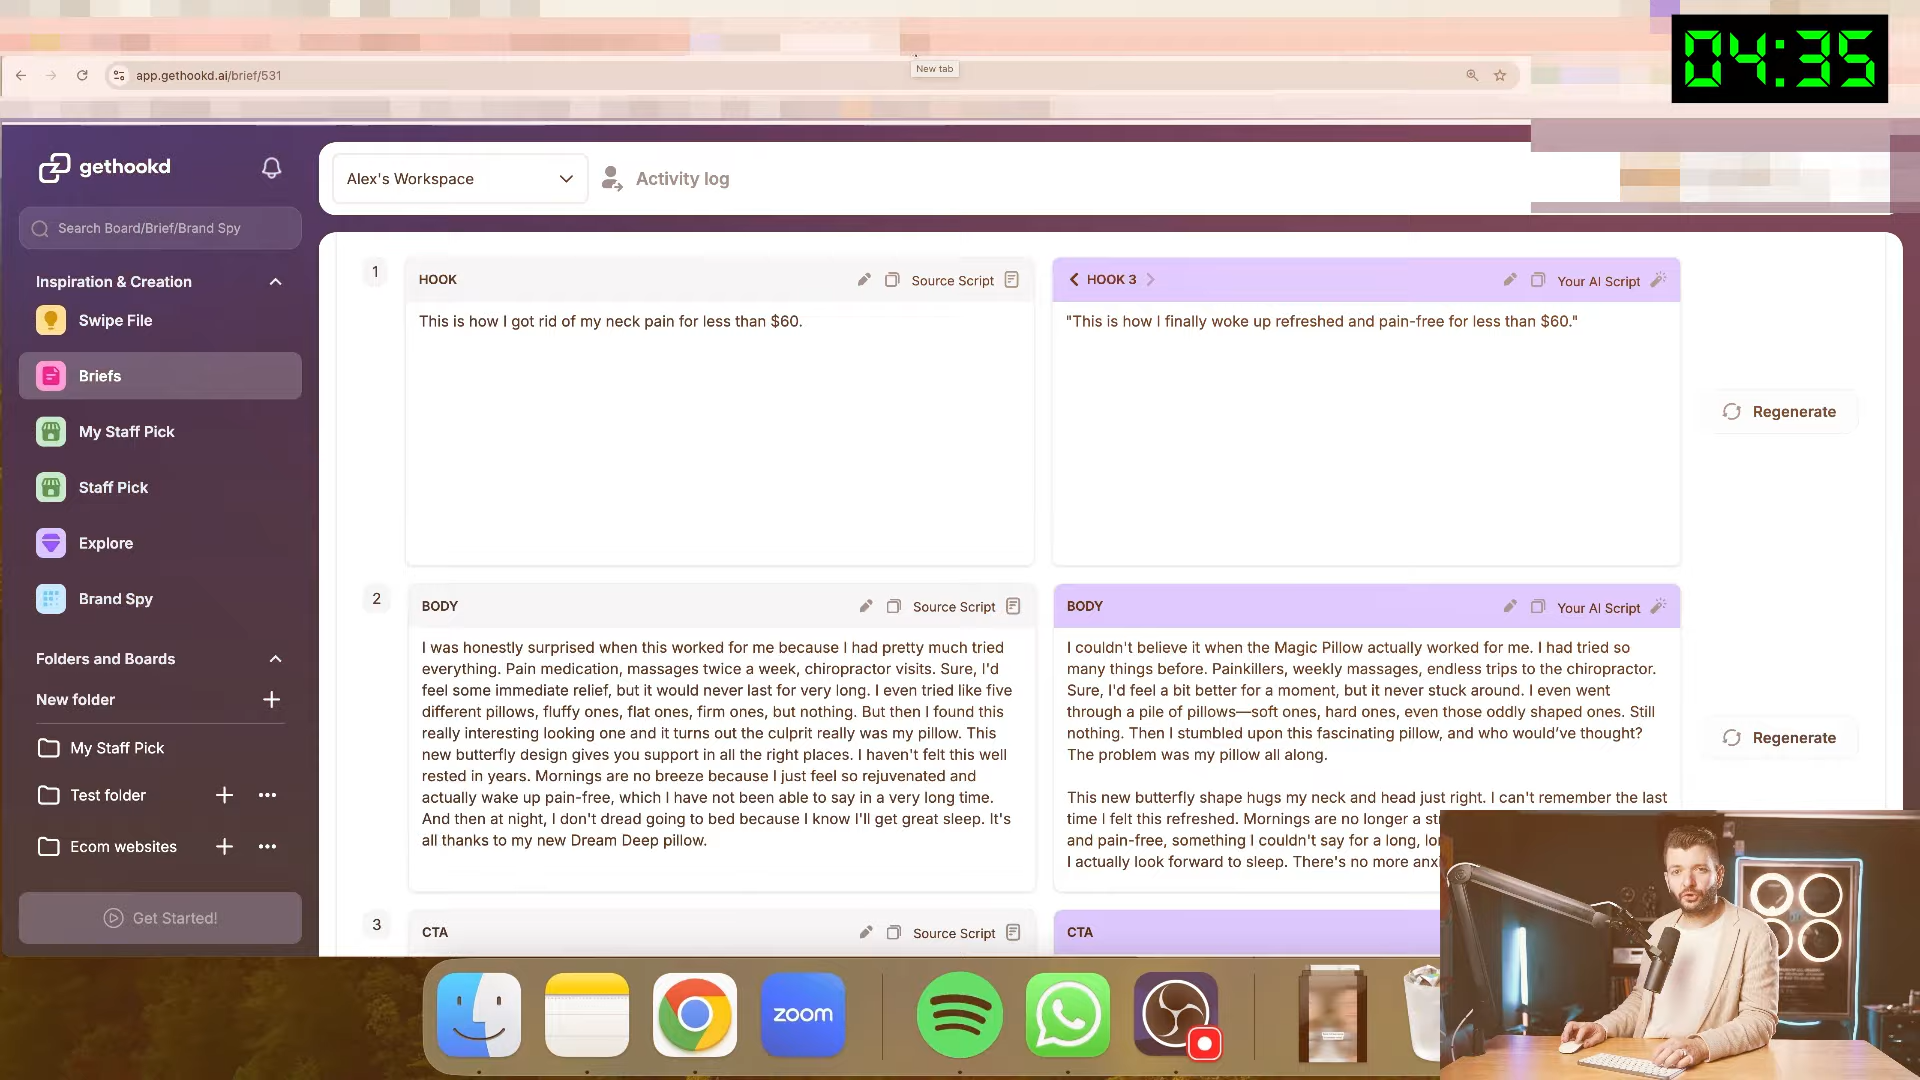 New tab
04:35
app.gethookd.ai/brief/531
gethookd
Alex's Workspace
Activity log
Search Board/Brief/Brand Spy
Inspiration & Creation
Swipe File
Briefs
My Staff Pick
Staff Pick
Explore
Brand Spy
Folders and Boards
New folder
My Staff Pick
Test folder
Ecom websites
Get Started!
1
HOOK
Source Script
This is how I got rid of my neck pain for less than $60.
HOOK 3
Your AI Script
"This is how I finally woke up refreshed and pain-free for less than $60."
Regenerate
2
BODY
Source Script
I was honestly surprised when this worked for me because I had pretty much tried
everything. Pain medication, massages twice a week, chiropractor visits. Sure, I'd
feel some immediate relief, but it would never last for very long. I even tried like five
different pillows, fluffy ones, flat ones, firm ones, but nothing. But then I found this
really interesting looking one and it turns out the culprit really was my pillow. This
new butterfly design gives you support in all the right places. I haven't felt this well
rested in years. Mornings are no breeze because I just feel so rejuvenated and
actually wake up pain-free, which I have not been able to say in a very long time.
And then at night, I don't dread going to bed because I know I'll get great sleep. It's
all thanks to my new Dream Deep pillow.
BODY
Your AI Script
I couldn't believe it when the Magic Pillow actually worked for me. I had tried so
many things before. Painkillers, weekly massages, endless trips to the chiropractor.
Sure, I'd feel a bit better for a moment, but it never stuck around. I even went
through a pile of pillows—soft ones, hard ones, even those oddly shaped ones. Still
nothing. Then I stumbled upon this fascinating pillow, and who would've thought?
The problem was my pillow all along.
This new butterfly shape hugs my neck and head just right. I can't remember the last
time I felt this refreshed. Mornings are no longer a
and pain-free, something I couldn't say for a long,
I actually look forward to sleep. There's no more
Regenerate
3
CTA
Source Script
CTA
zoom